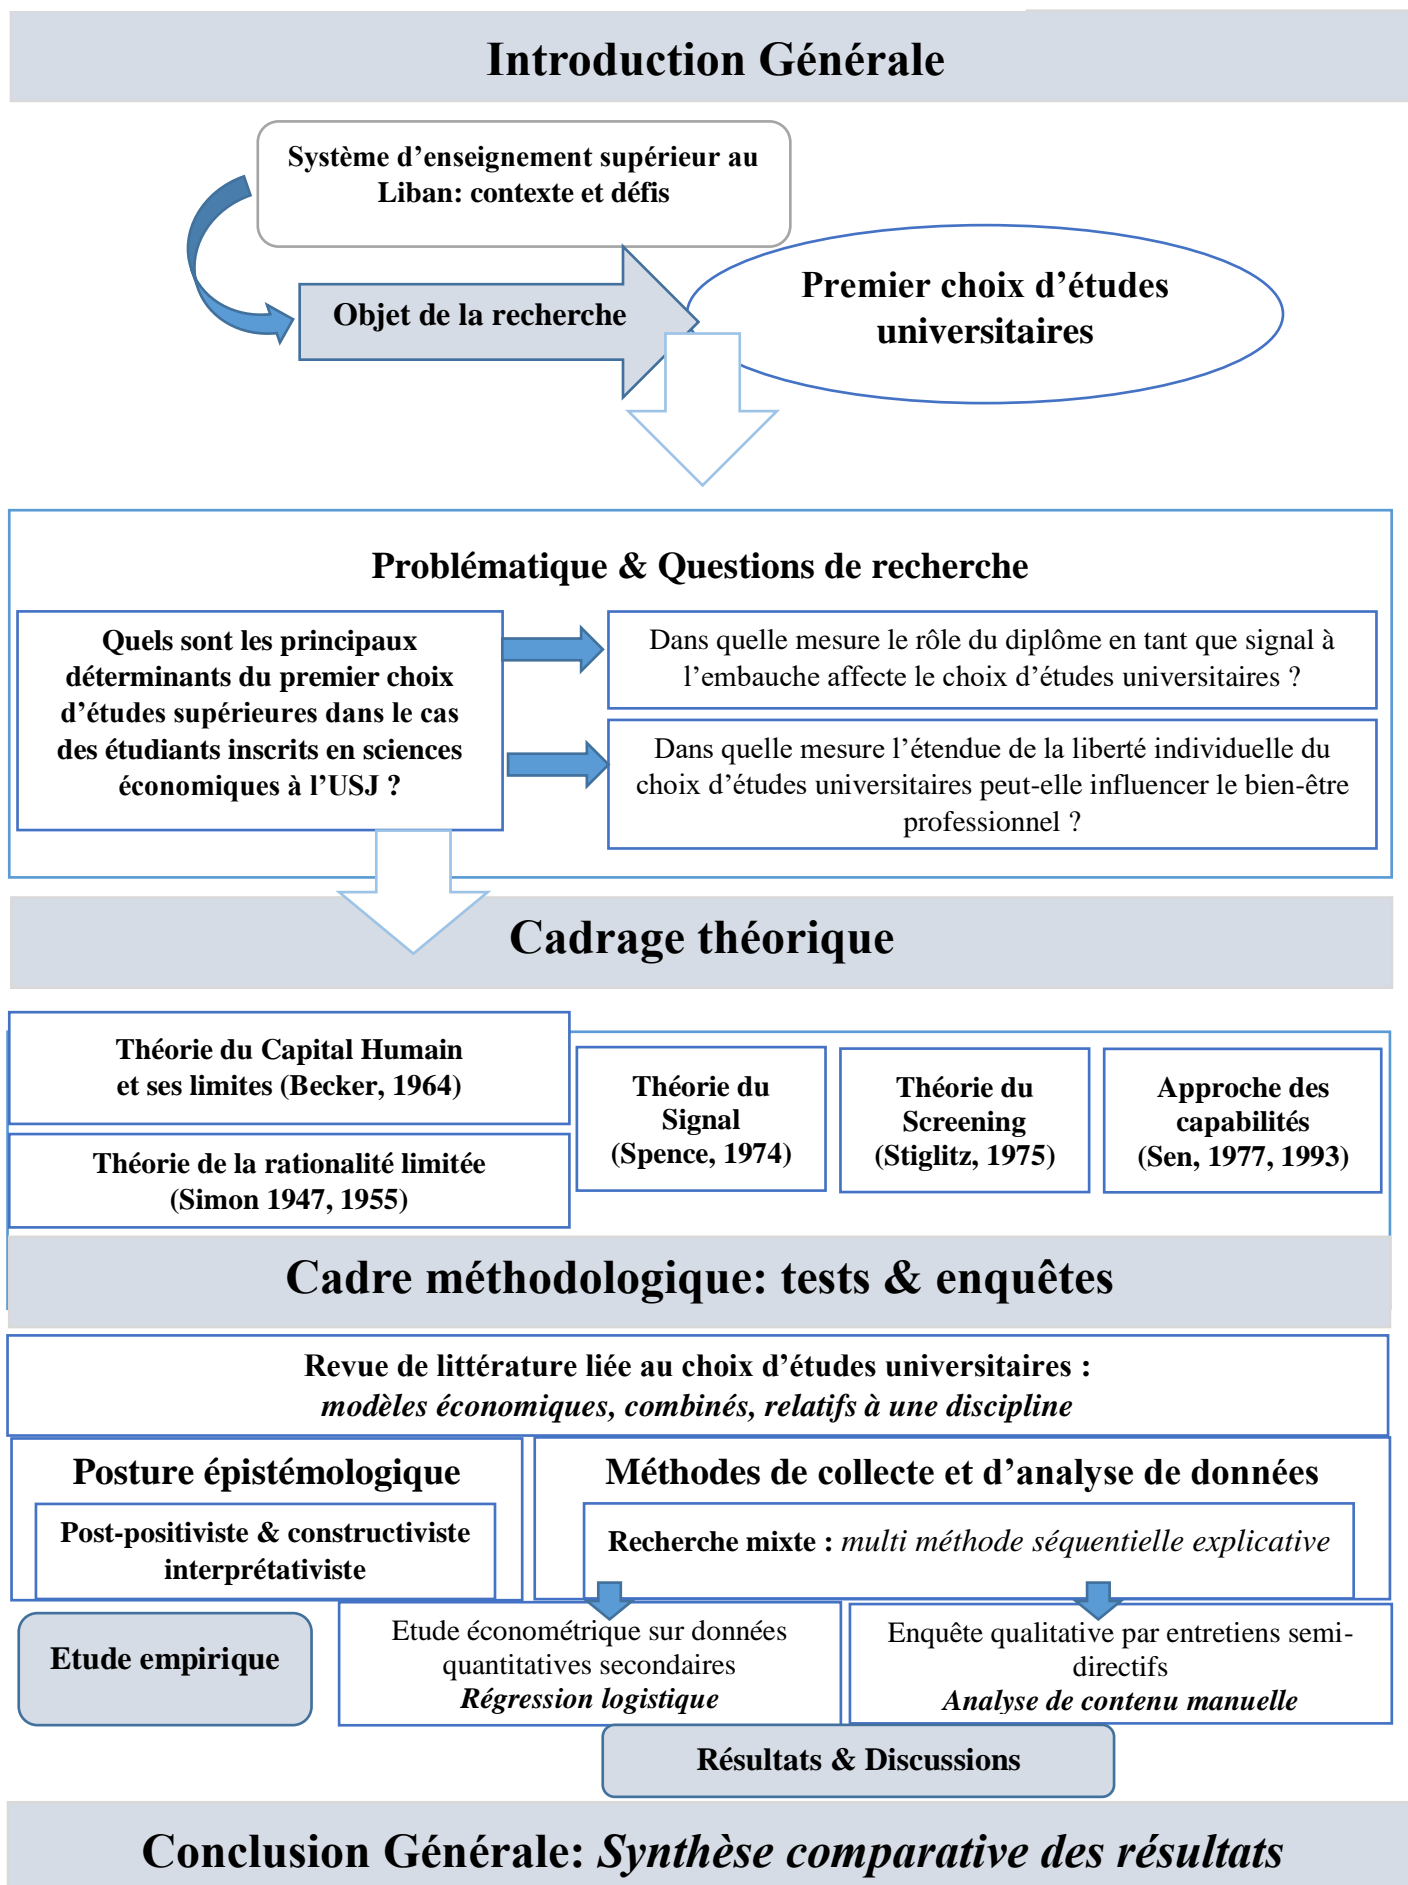 Introduction Générale
Système d’enseignement supérieur au
Liban: contexte et défis
Objet de la recherche
Premier choix d’études
universitaires
Problématique & Questions de recherche
Quels sont les principaux
déterminants du premier choix
d’études supérieures dans le cas
des étudiants inscrits en sciences
économiques à l’USJ ?
Dans quelle mesure le rôle du diplôme en tant que signal à
l’embauche affecte le choix d’études universitaires ?
Dans quelle mesure l’étendue de la liberté individuelle du
choix d’études universitaires peut-elle influencer le bien-être
professionnel ?
Cadrage théorique
Théorie du Capital Humain
et ses limites (Becker, 1964)
Théorie de la rationalité limitée
(Simon 1947, 1955)
Théorie du
Signal
(Spence, 1974)
Théorie du
Screening
(Stiglitz, 1975)
Approche des
capabilités
(Sen, 1977, 1993)
Cadre méthodologique: tests & enquêtes
Revue de littérature liée au choix d’études universitaires :
modèles économiques, combinés, relatifs à une discipline
Posture épistémologique
Post-positiviste & constructiviste
interprétativiste
Méthodes de collecte et d’analyse de données
Recherche mixte : multi méthode séquentielle explicative
Etude empirique
Etude économétrique sur données
quantitatives secondaires
Régression logistique
Enquête qualitative par entretiens semi-
directifs
Analyse de contenu manuelle
Résultats & Discussions
Conclusion Générale: Synthèse comparative des résultats